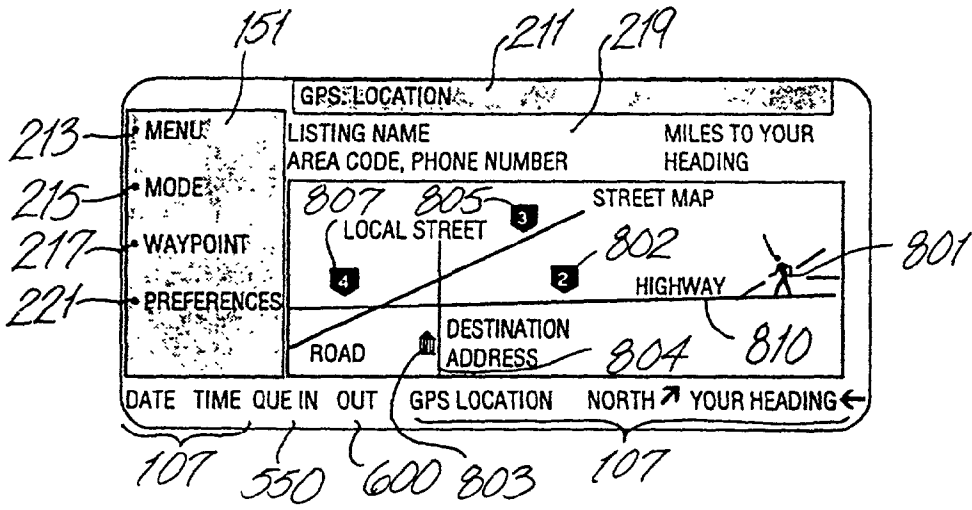 151
211
219
GPS: LOCATION
213
MENU
LISTING NAME
MILES TO YOUR
AREA CODE, PHONE NUMBER
HEADING
215
MODE
807
805
3
STREET MAP
LOCAL STREET
217
WAYPOINT
4
2
802
801
HIGHWAY
221
PREFERENCES
ROAD
DESTINATION
ADDRESS
804
810
DATE TIME QUE IN OUT GPS LOCATION NORTH ↗ YOUR HEADING ←
107
550
600
803
107